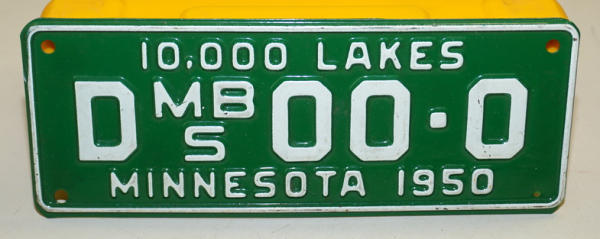 10,000 LAKES
D MB S 00·0
MINNESOTA 1950